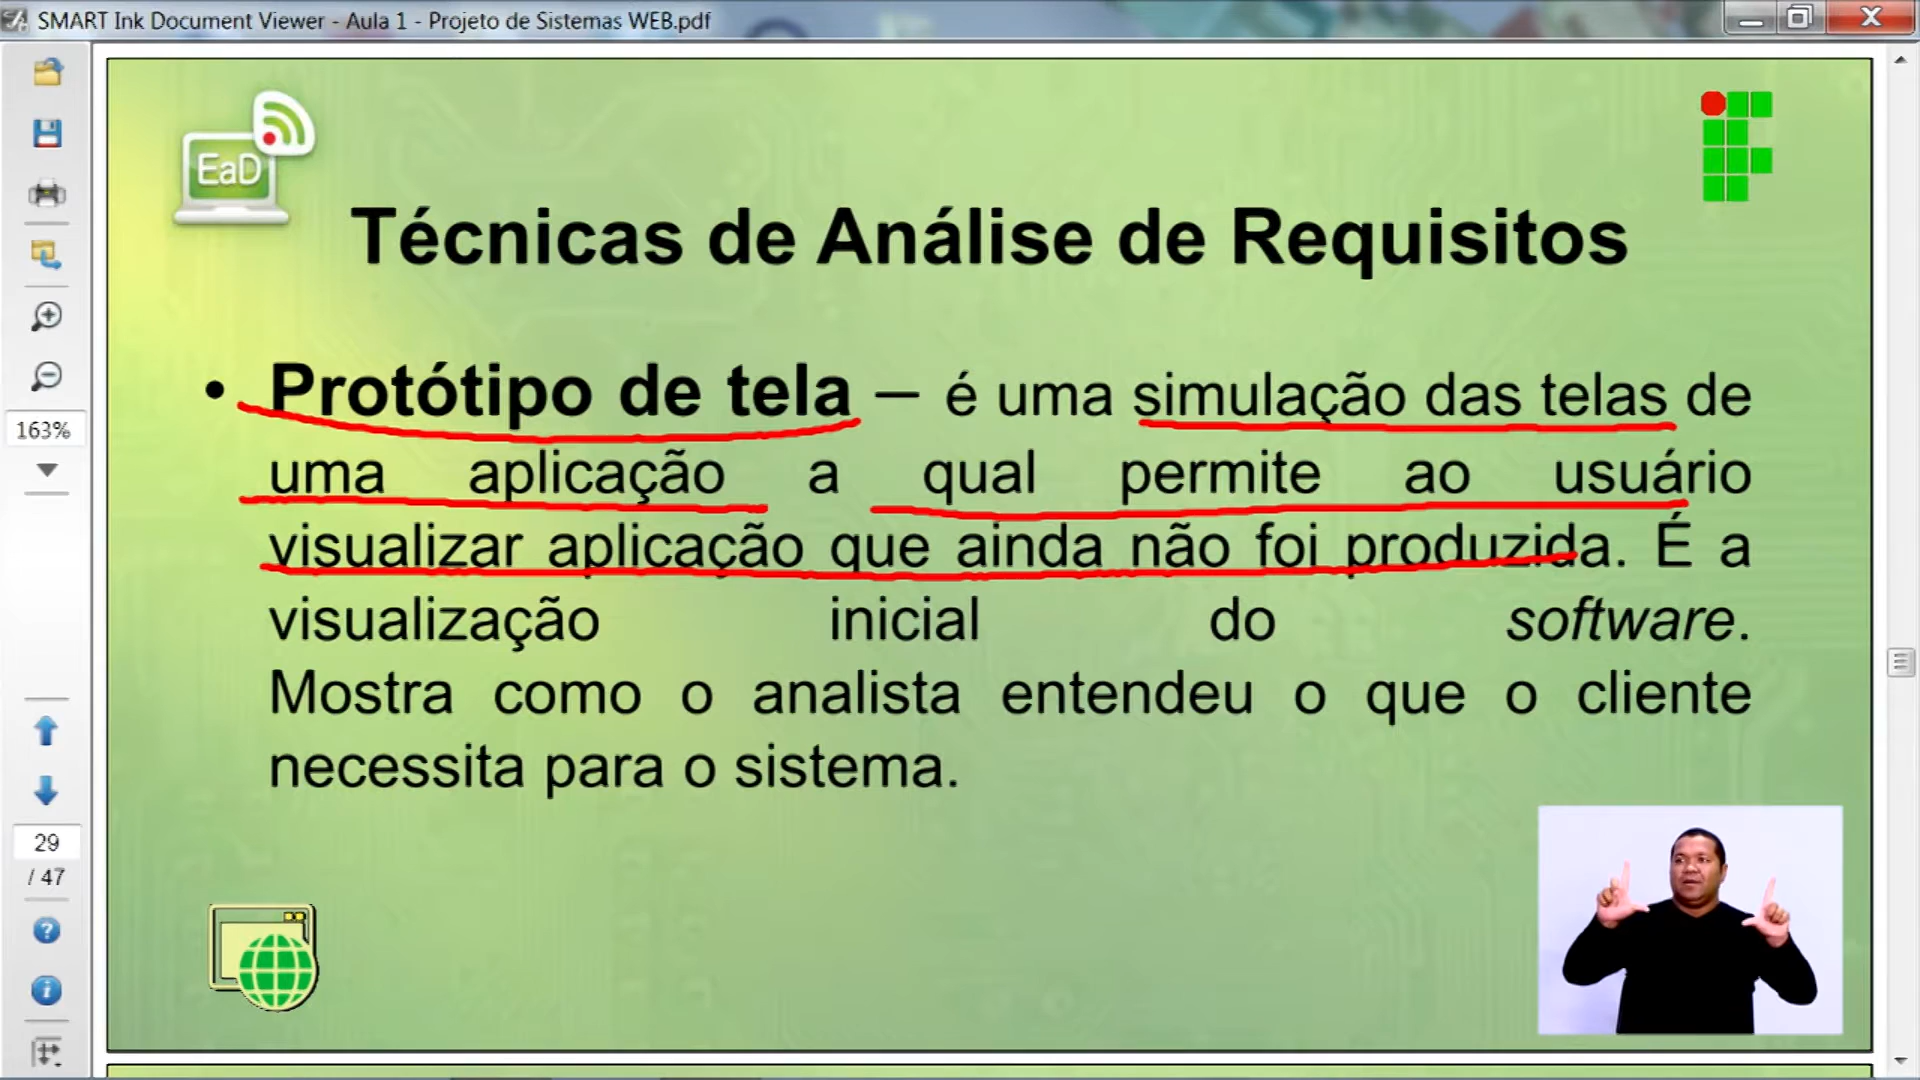 SMART Ink Document Viewer - Aula 1 - Projeto de Sistemas WEB.pdf
EaD
Técnicas de Análise de Requisitos
• Protótipo de tela – é uma simulação das telas de
uma aplicação a qual permite ao usuário
visualizar aplicação que ainda não foi produzida. É a
visualização inicial do software.
Mostra como o analista entendeu o que o cliente
necessita para o sistema.
163%
29
/ 47